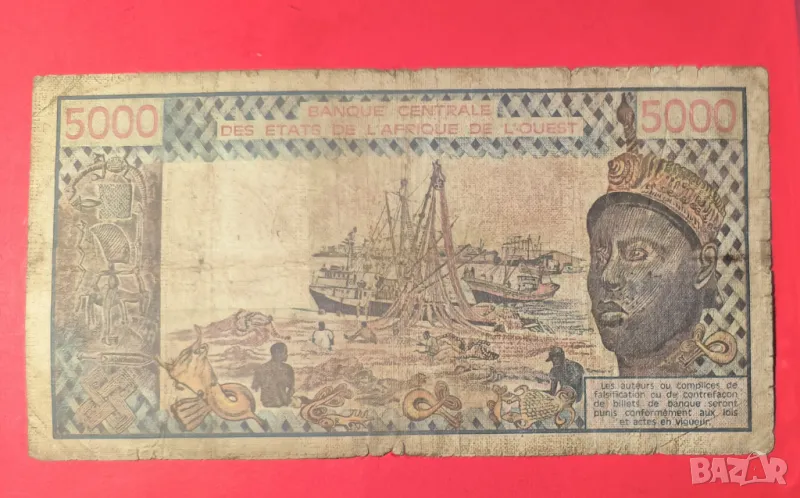 5000
BANQUE CENTRALE
DES ETATS DE L'AFRIQUE DE L'OUEST
5000
Les auteurs ou complices de
falsification ou de contrefaçon
de billets de banque seront
punis conformément aux lois
et actes en vigueur.
BAZAR